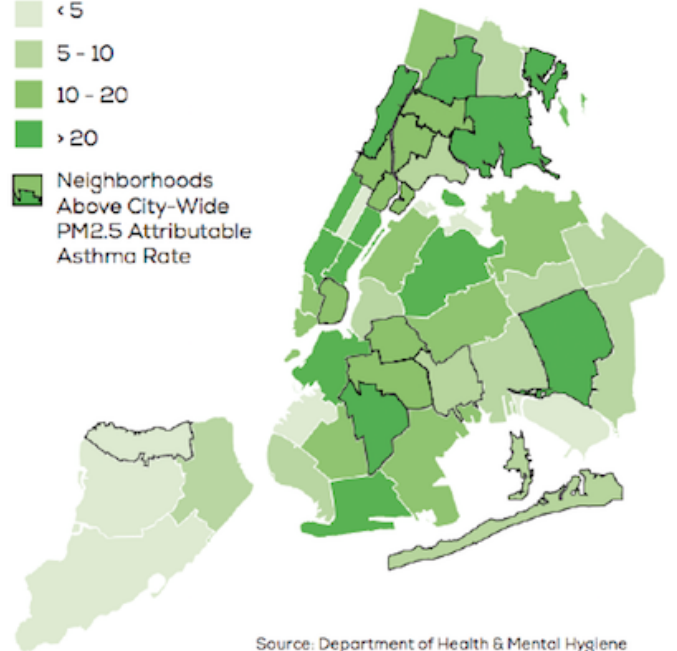 < 5
5 - 10
10 - 20
> 20
Neighborhoods
Above City-Wide
PM2.5 Attributable
Asthma Rate
Source: Department of Health & Mental Hygiene